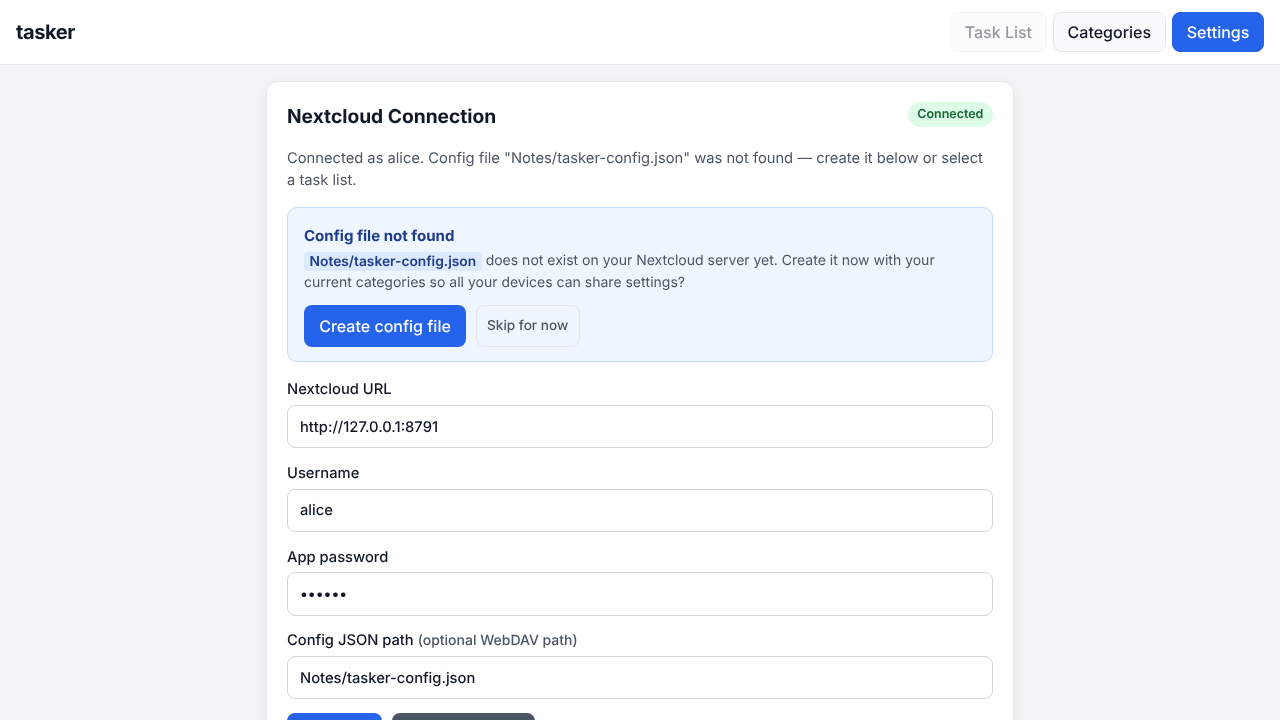 tasker
Task List
Categories
Settings
Nextcloud Connection
Connected
Connected as alice. Config file "Notes/tasker-config.json" was not found — create it below or select
a task list.
Config file not found
Notes/tasker-config.json does not exist on your Nextcloud server yet. Create it now with your
current categories so all your devices can share settings?
Create config file
Skip for now
Nextcloud URL
http://127.0.0.1:8791
Username
alice
App password
••••••
Config JSON path (optional WebDAV path)
Notes/tasker-config.json